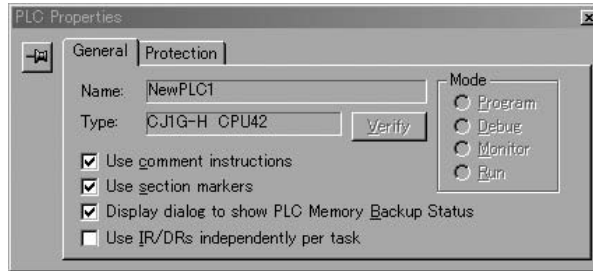 PLC Properties
General
Protection
Name: NewPLC1
Type: CJ1G-H CPU42
Verify
Mode
Program
Debug
Monitor
Run
Use comment instructions
Use section markers
Display dialog to show PLC Memory Backup Status
Use IR/DRs independently per task